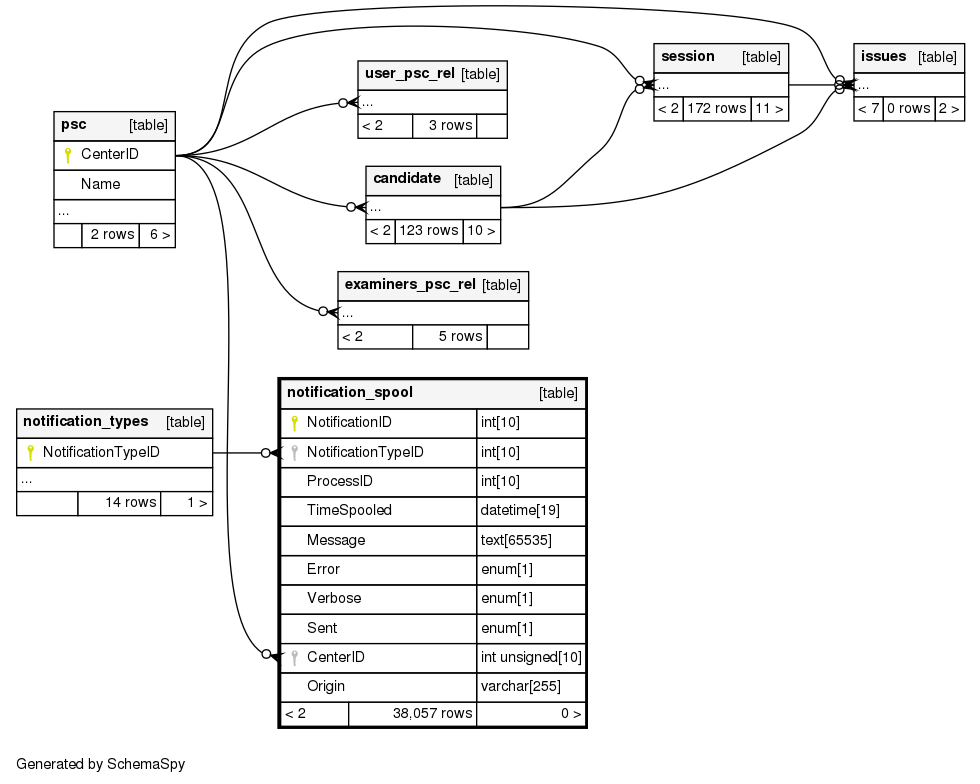 user_psc_rel [table]
...
< 2 3 rows
session [table]
...
< 2 172 rows 11 >
issues [table]
...
< 7 0 rows 2 >
psc [table]
CenterID
Name
...
2 rows 6 >
candidate [table]
...
< 2 123 rows 10 >
examiners_psc_rel [table]
...
< 2 5 rows
notification_types [table]
NotificationTypeID
...
14 rows 1 >
notification_spool [table]
NotificationID int[10]
NotificationTypeID int[10]
ProcessID int[10]
TimeSpooled datetime[19]
Message text[65535]
Error enum[1]
Verbose enum[1]
Sent enum[1]
CenterID int unsigned[10]
Origin varchar[255]
< 2 38,057 rows 0 >
Generated by SchemaSpy